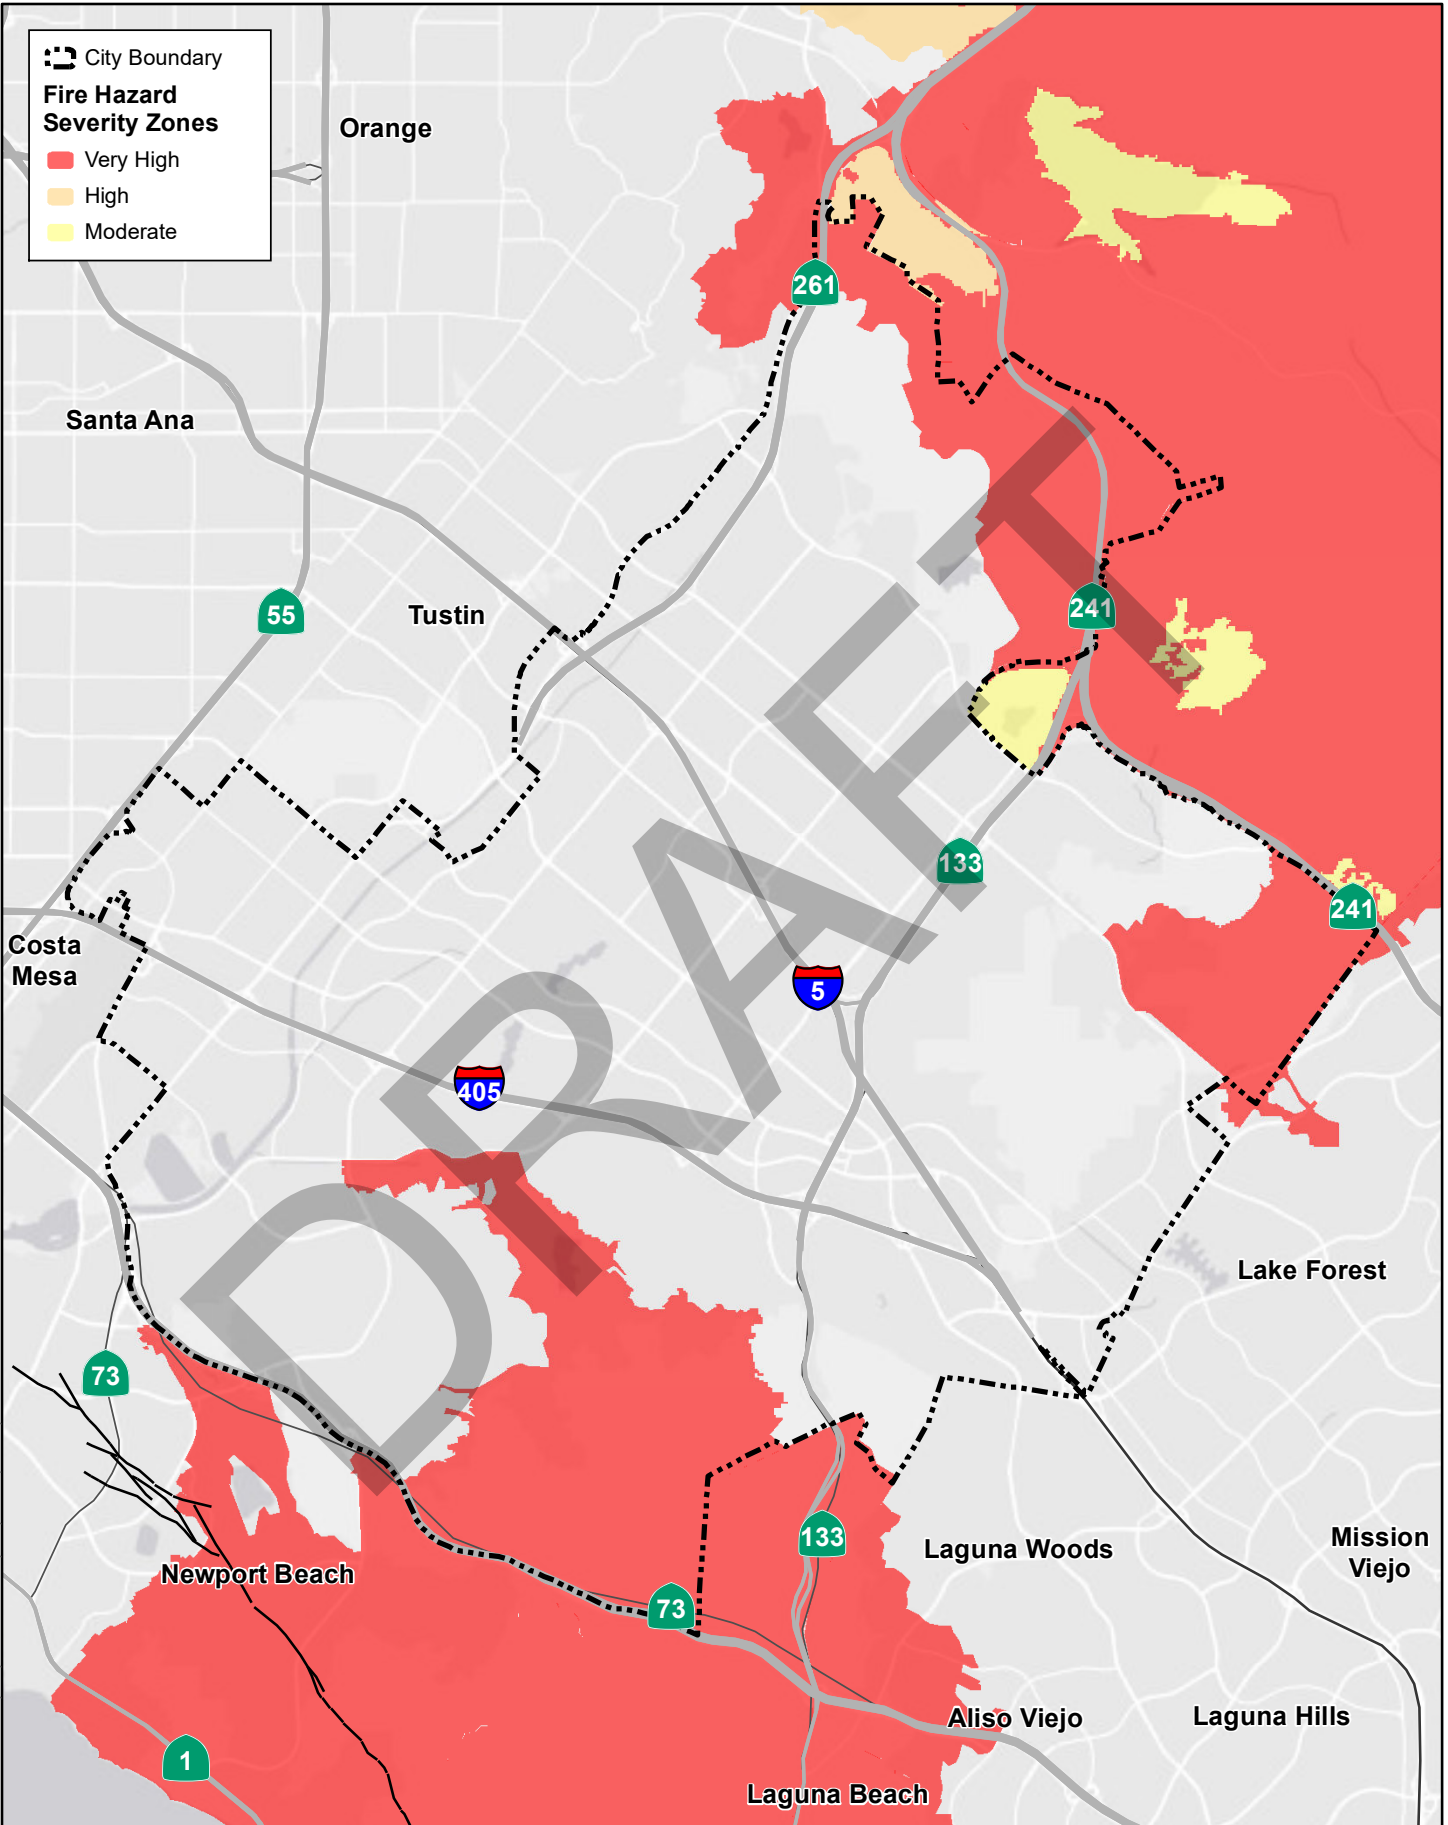 City Boundary
Fire Hazard
Severity Zones
Very High
High
Moderate
Orange
261
Santa Ana
55
Tustin
241
133
241
Costa
Mesa
5
405
DRAFT
Lake Forest
73
133
Laguna Woods
Mission
Viejo
Newport Beach
73
Aliso Viejo
Laguna Hills
1
Laguna Beach